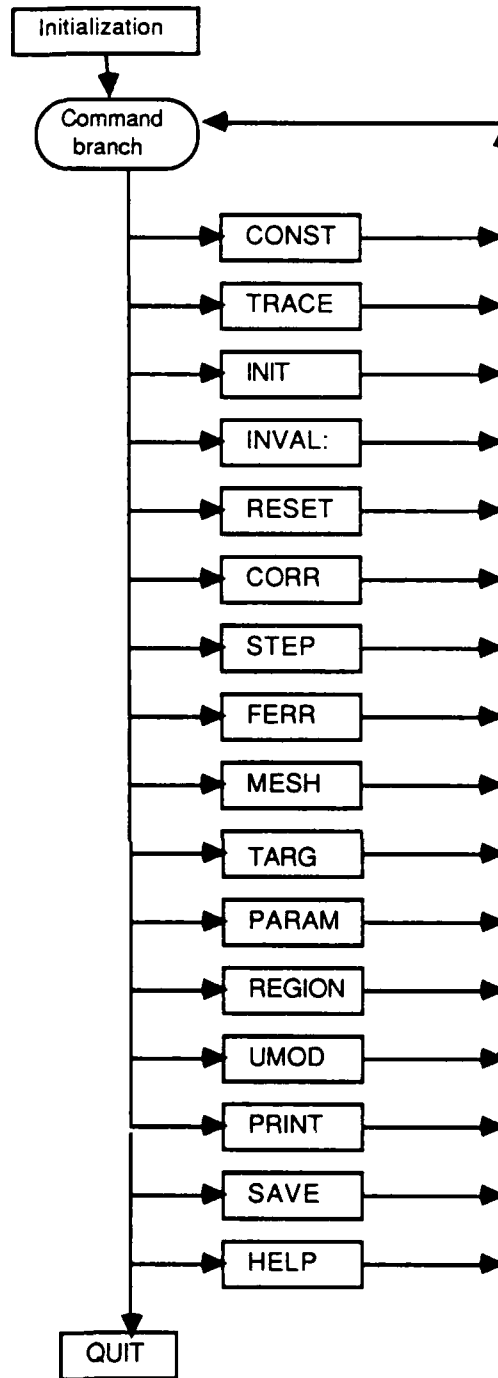 Initialization
Command
branch
CONST
TRACE
INIT
INVAL:
RESET
CORR
STEP
FERR
MESH
TARG
PARAM
REGION
UMOD
PRINT
SAVE
HELP
QUIT